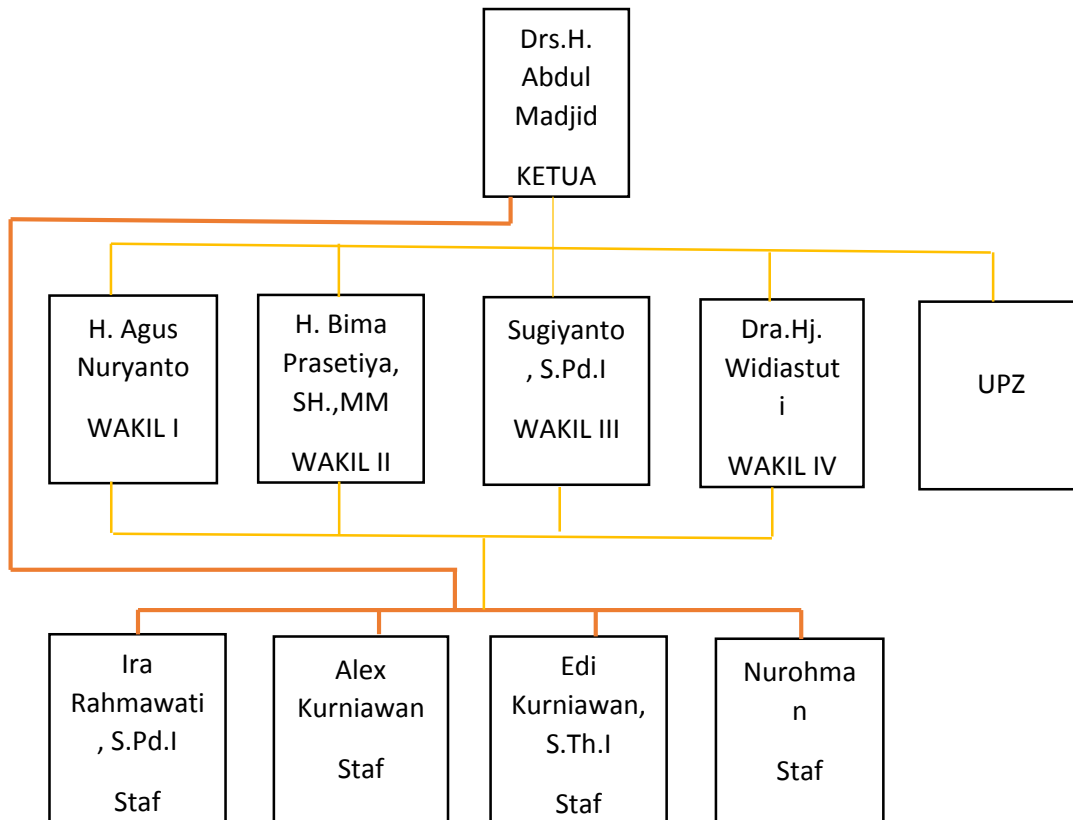 Drs.H.
Abdul
Madjid
KETUA
H. Agus
Nuryanto
WAKIL I
H. Bima
Prasetiya,
SH.,MM
WAKIL II
Sugiyanto
, S.Pd.I
WAKIL III
Dra.Hj.
Widiastut
i
WAKIL IV
UPZ
Ira
Rahmawati
, S.Pd.I
Staf
Alex
Kurniawan
Staf
Edi
Kurniawan,
S.Th.I
Staf
Nurohma
n
Staf